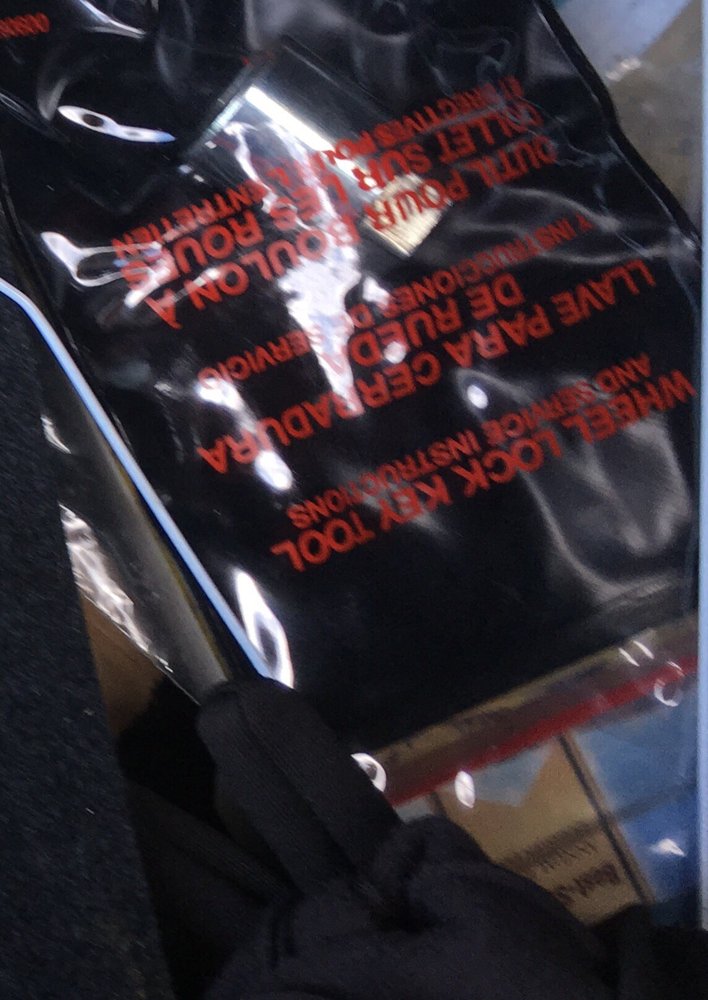 WHEEL LOCK KEY TOOL
AND SERVICE INSTRUCTIONS
LLAVE PARA CERRADURA
DE RUEDA
Y INSTRUCCIONES DE SERVICIO
OUTIL POUR BOULON À
OILLET SUR LES ROUES